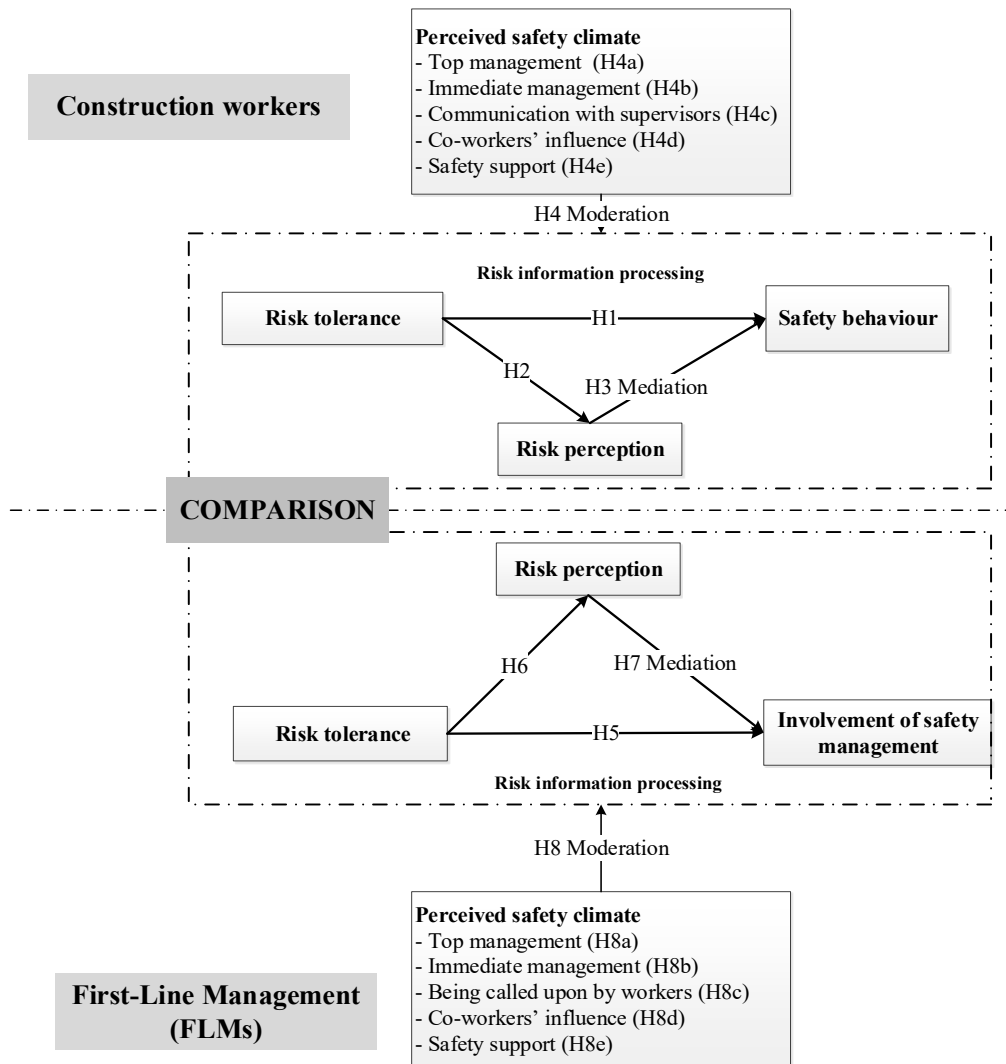 Perceived safety climate
- Top management (H4a)
- Immediate management (H4b)
- Communication with supervisors (H4c)
- Co-workers’ influence (H4d)
- Safety support (H4e)
Construction workers
H4 Moderation
Risk information processing
Risk tolerance
H1
Safety behaviour
H2
H3 Mediation
Risk perception
COMPARISON
Risk perception
H6
H7 Mediation
Risk tolerance
H5
Involvement of safety
management
Risk information processing
H8 Moderation
Perceived safety climate
- Top management (H8a)
- Immediate management (H8b)
- Being called upon by workers (H8c)
- Co-workers’ influence (H8d)
- Safety support (H8e)
First-Line Management
(FLMs)